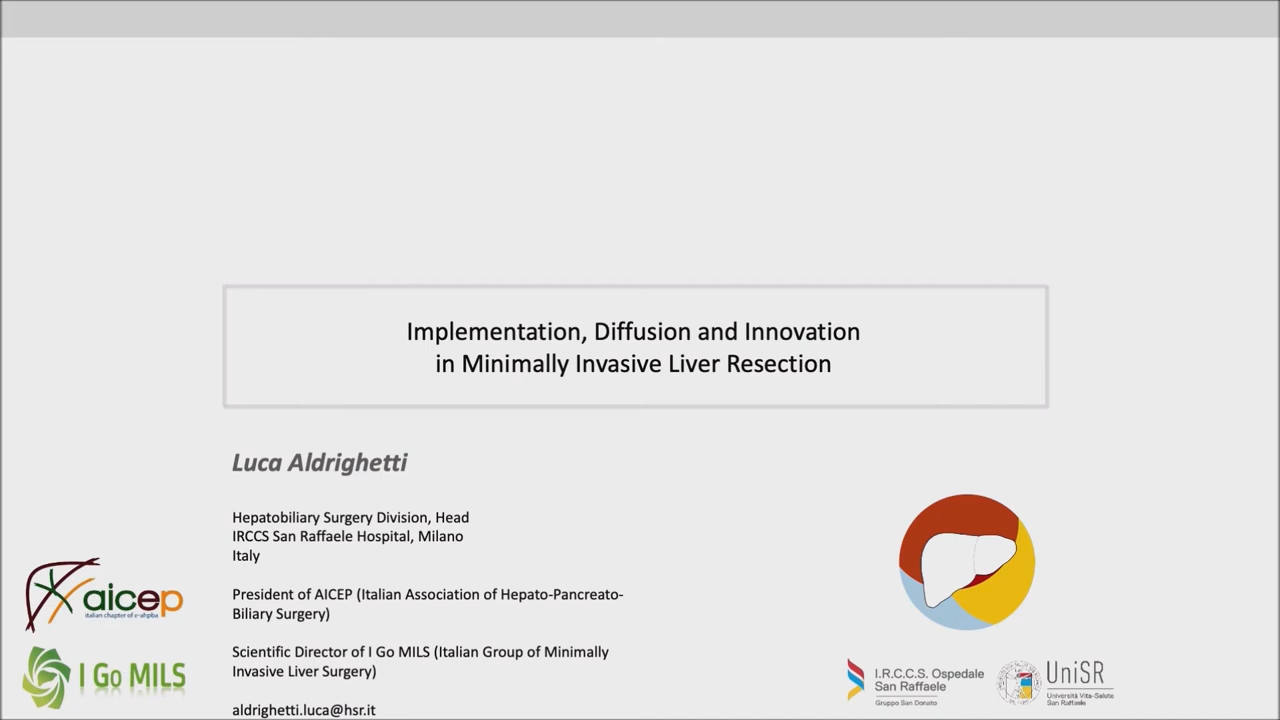 Implementation, Diffusion and Innovation
in Minimally Invasive Liver Resection
Luca Aldrighetti
Hepatobiliary Surgery Division, Head
IRCCS San Raffaele Hospital, Milano
Italy
President of AICEP (Italian Association of Hepato-Pancreato-
Biliary Surgery)
Scientific Director of I Go MILS (Italian Group of Minimally
Invasive Liver Surgery)
aldrighetti.luca@hsr.it
aicep
italian chapter of e-ahpba
I Go MILS
I.R.C.C.S. Ospedale
San Raffaele
Gruppo San Donato
UniSR
Università Vita-Salute
San Raffaele